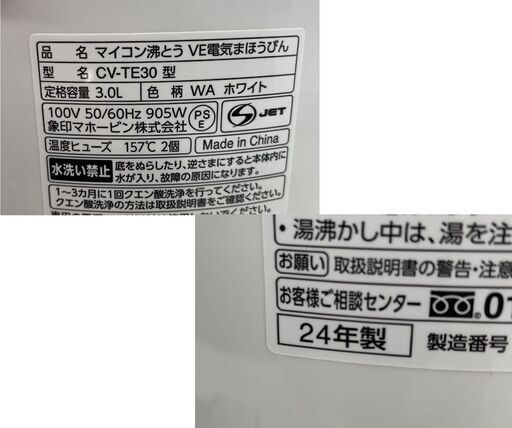 品 名 マイコン沸とう VE電気まほうびん
型 名 CV-TE30 型
定格容量 3.0L 色 柄 WA ホワイト
100V 50/60Hz 905W
象印マホービン株式会社
PS E
S JET
温度ヒューズ 157℃ 2個
Made in China
水洗い禁止 底をぬらしたり、逆さまにすると本体内に
水が入り、故障の原因になります。
1～3カ月に1回クエン酸洗浄を行ってください。
クエン酸洗浄の方法は取扱説明書をご確認ください。
・湯沸かし中は、湯を注
お願い 取扱説明書の警告・注意
お客様ご相談センター 01
24年製 製造番号